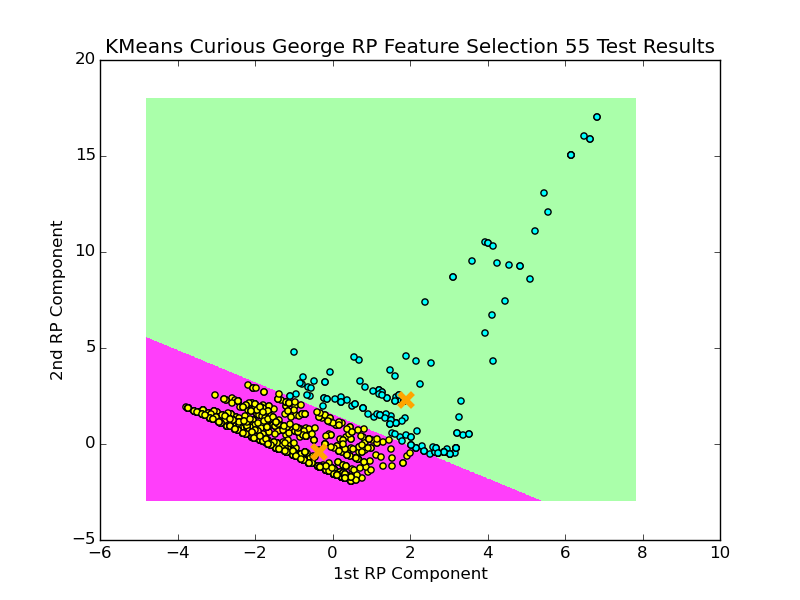 KMeans Curious George RP Feature Selection 55 Test Results
20
15
10
5
0
−5
2nd RP Component
−6 −4 −2 0 2 4 6 8 10
1st RP Component